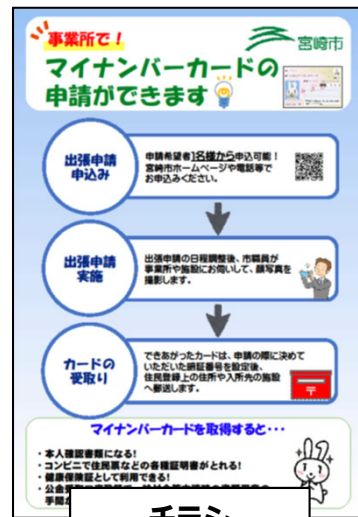 事業所で!
宮崎市
マイナンバーカードの
申請ができます
出張申請
申込み
申請希望者1名様から申込可能!
宮崎市ホームページや電話等で
お申込みください。
出張申請
実施
出張申請の日程調整後、市職員が
事業所や施設にお伺いして、顔写真を
撮影します。
カードの
受取り
できあがったカードは、申請の際に決めて
いただいた暗証番号を設定後、
住民登録上の住所や入所先の施設
へ郵送します。
マイナンバーカードを取得すると・・・
・本人確認書類になる!
・コンビニで住民票などの各種証明書がとれる!
・健康保険証として利用できる!
チラシ